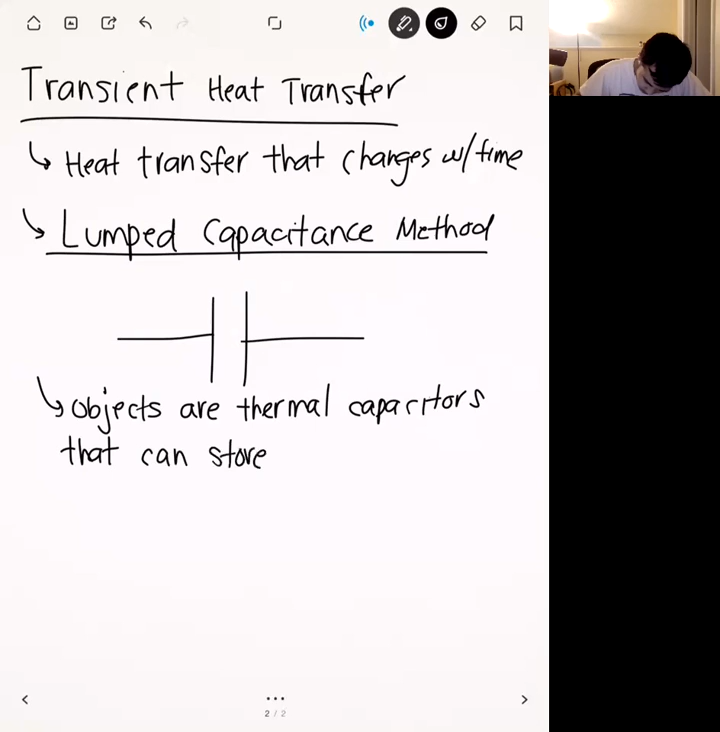 Transient Heat Transfer
Heat transfer that changes w/time
Lumped Capacitance Method
objects are thermal capacitors
that can store
2 / 2